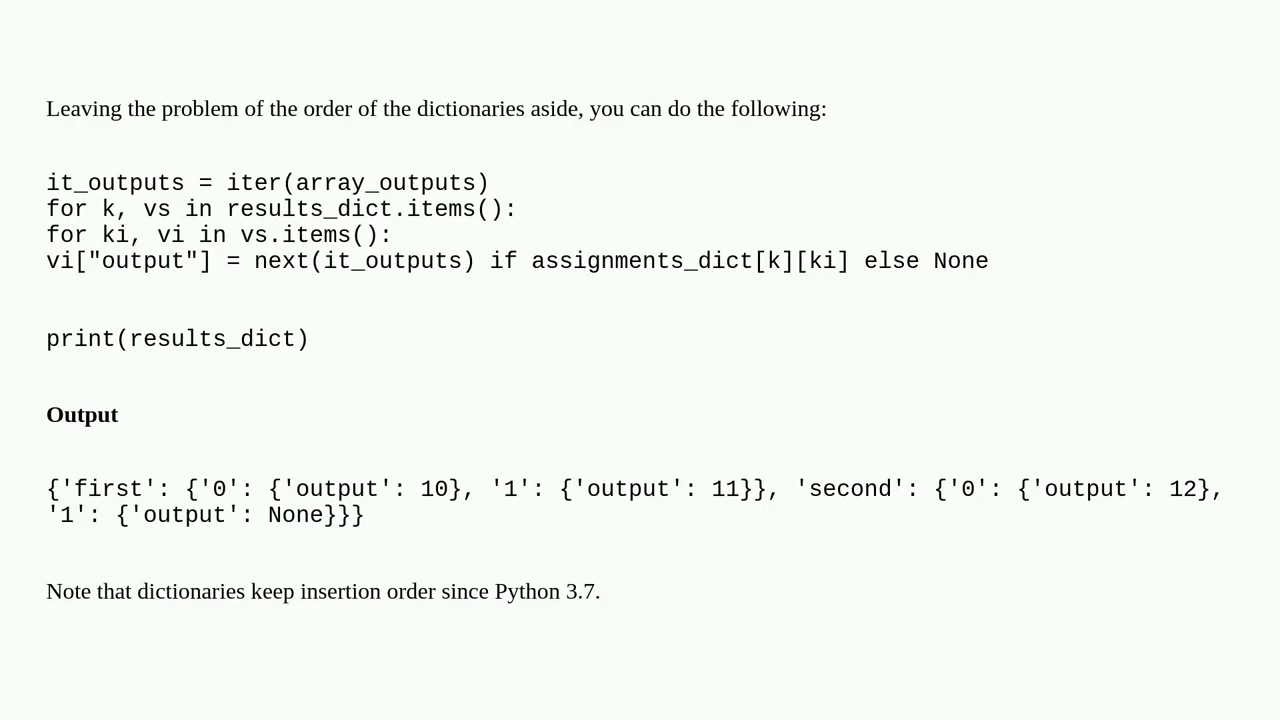 Leaving the problem of the order of the dictionaries aside, you can do the following:
it_outputs = iter(array_outputs)
for k, vs in results_dict.items():
for ki, vi in vs.items():
vi["output"] = next(it_outputs) if assignments_dict[k][ki] else None
print(results_dict)
Output
{'first': {'0': {'output': 10}, '1': {'output': 11}}, 'second': {'0': {'output': 12},
'1': {'output': None}}}
Note that dictionaries keep insertion order since Python 3.7.